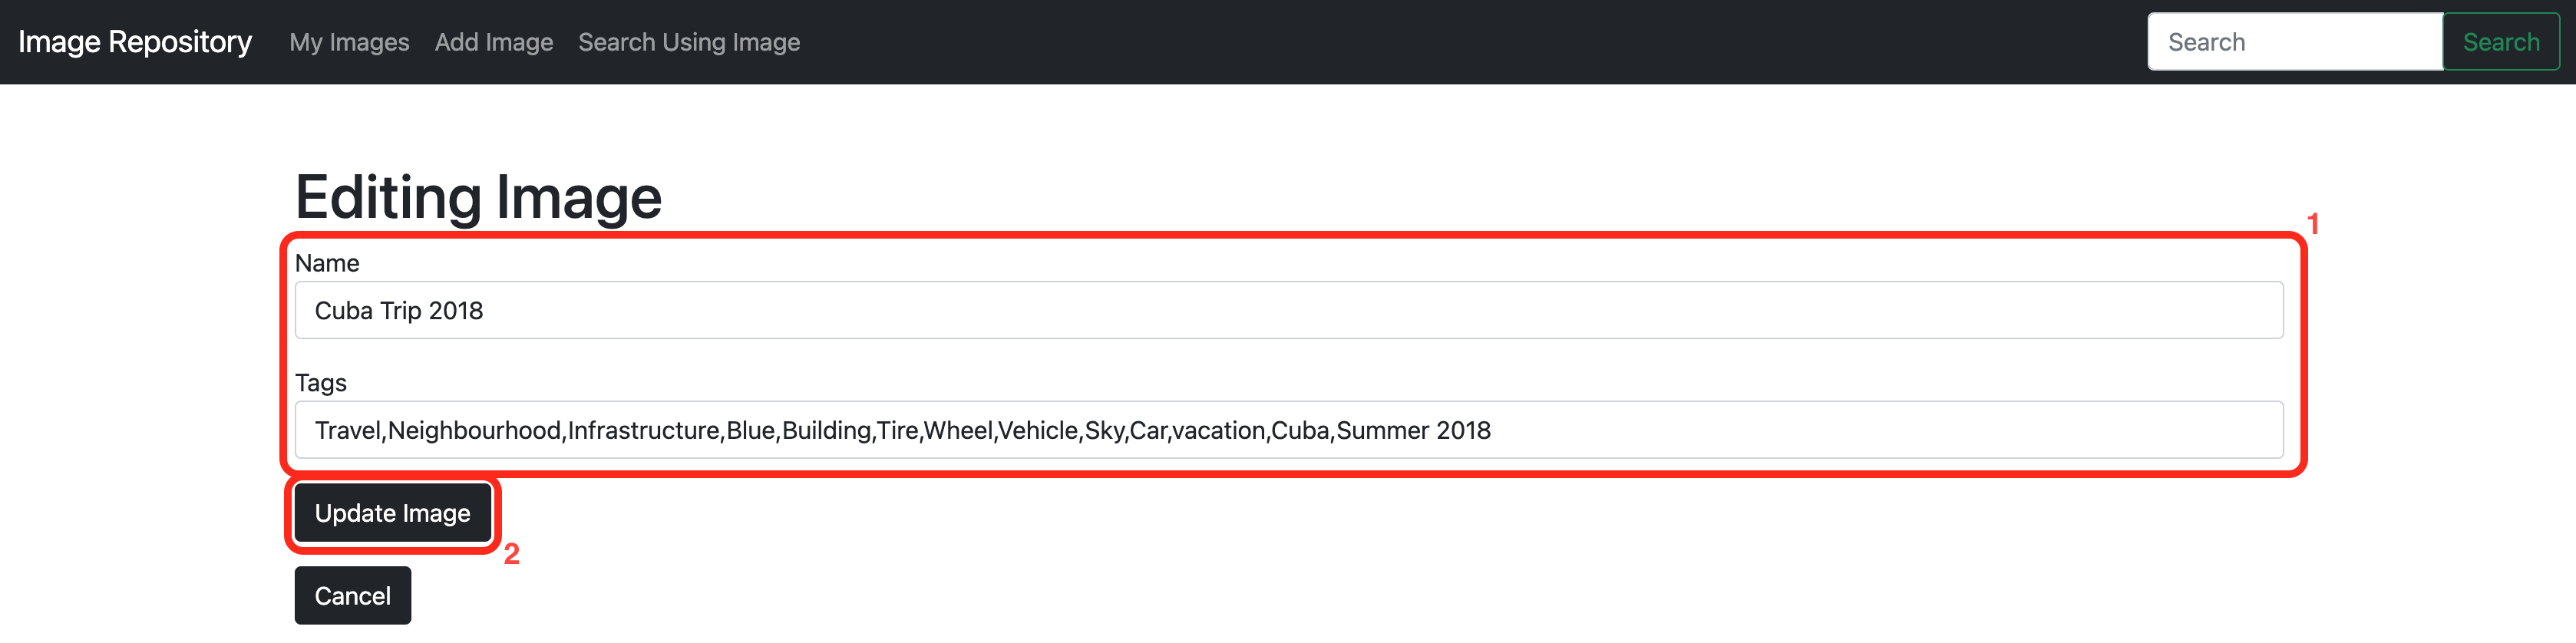 Image Repository My Images Add Image Search Using Image Search Search
Editing Image
1
Name
Cuba Trip 2018
Tags
Travel,Neighbourhood,Infrastructure,Blue,Building,Tire,Wheel,Vehicle,Sky,Car,vacation,Cuba,Summer 2018
Update Image
2
Cancel